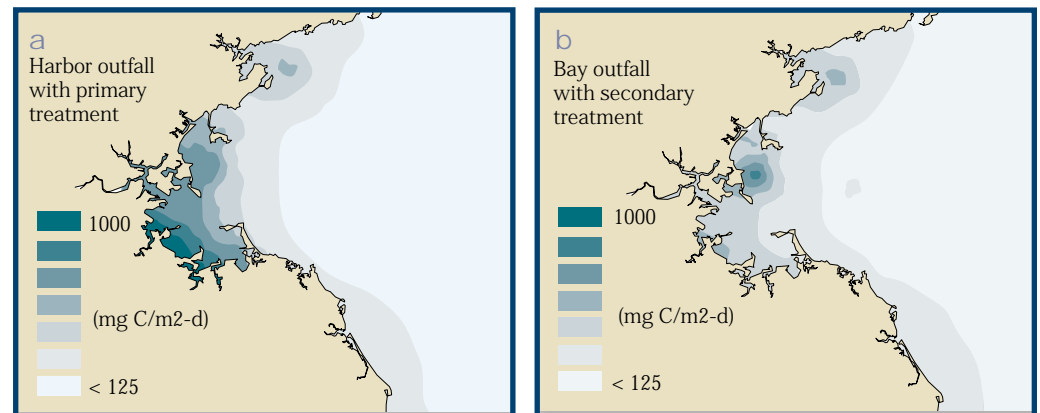 a
Harbor outfall
with primary
treatment
1000
(mg C/m2-d)
< 125
b
Bay outfall
with secondary
treatment
1000
(mg C/m2-d)
< 125